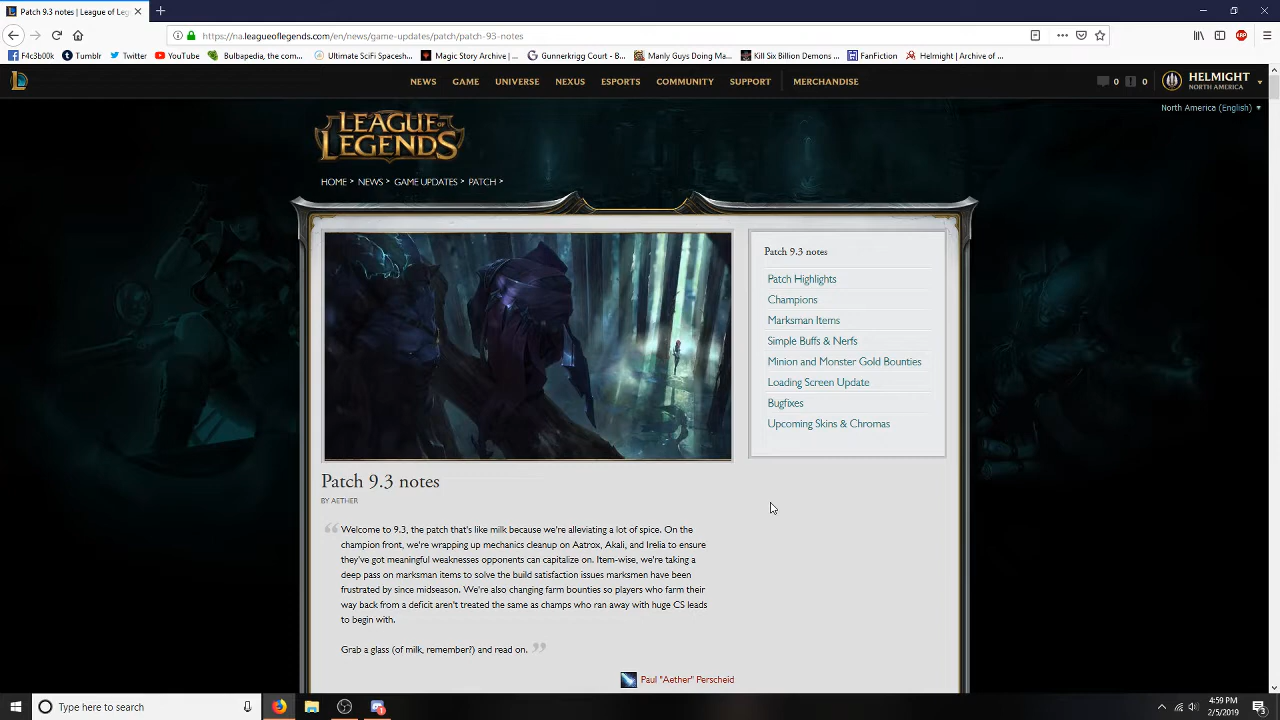 Patch 9.3 notes | League of Leg
https://na.leagueoflegends.com/en/news/game-updates/patch/patch-93-notes
F4c3b00k Tumblr Twitter YouTube Bulbapedia, the co... Ultimate SciFi Spacesh... Magic Story Archive |... Gunnerkrigg Court - B... Manly Guys Doing Ma... Kill Six Billion Demons ... FanFiction Helmight | Archive of ...
NEWS GAME UNIVERSE NEXUS ESPORTS COMMUNITY SUPPORT MERCHANDISE 0 0 HELMIGHT
NORTH AMERICA
North America (English)
LEAGUE OF LEGENDS
HOME > NEWS > GAME UPDATES > PATCH >
Patch 9.3 notes
Patch Highlights
Champions
Marksman Items
Simple Buffs & Nerfs
Minion and Monster Gold Bounties
Loading Screen Update
Bugfixes
Upcoming Skins & Chromas
Patch 9.3 notes
BY AETHER
“ Welcome to 9.3, the patch that's like milk because we're alleviating a lot of spice. On the
champion front, we're wrapping up mechanics cleanup on Aatrox, Akali, and Irelia to ensure
they've got meaningful weaknesses opponents can capitalize on. Item-wise, we're taking a
deep pass on marksman items to solve the build satisfaction issues marksmen have been
frustrated by since midseason. We're also changing farm bounties so players who farm their
way back from a deficit aren't treated the same as champs who ran away with huge CS leads
to begin with.
Grab a glass (of milk, remember?) and read on. ”
Paul "Aether" Perscheid
Type here to search
4:59 PM
2/5/2019